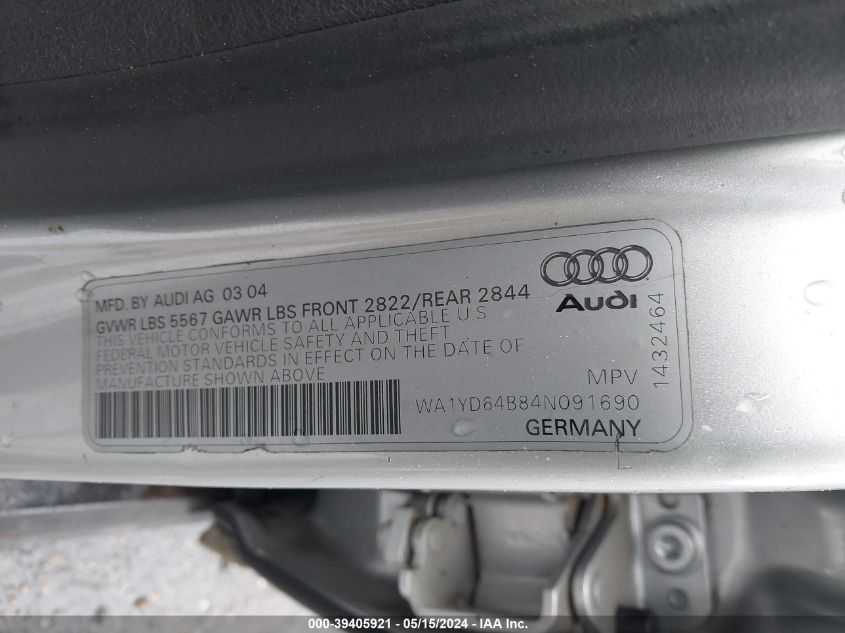 MFD. BY AUDI AG 03 04
GVWR LBS 5567 GAWR LBS FRONT 2822/REAR 2844
THIS VEHICLE CONFORMS TO ALL APPLICABLE U S
FEDERAL MOTOR VEHICLE SAFETY AND THEFT
PREVENTION STANDARDS IN EFFECT ON THE DATE OF
MANUFACTURE SHOWN ABOVE
Audi
MPV
WA1YD64B84N091690
GERMANY
1432464
000-39405921 - 05/15/2024 - IAA Inc.